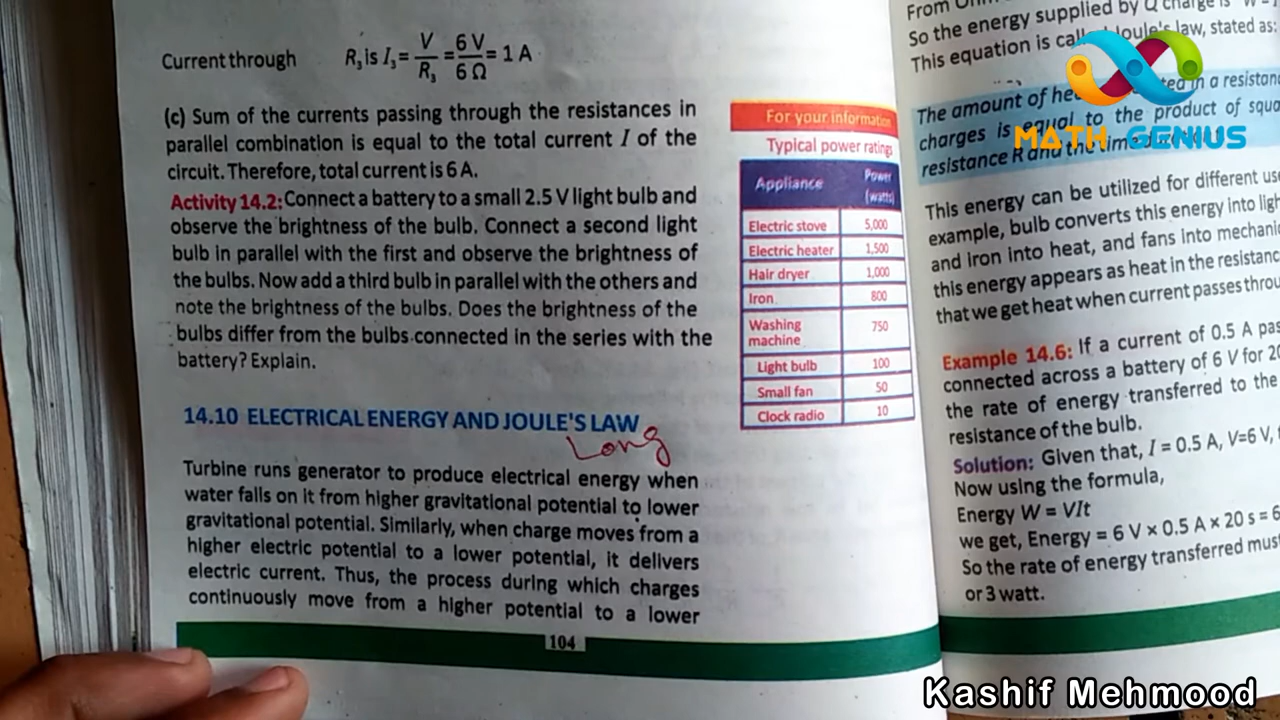 Current through R3 is I3 = V/R3 = 6 V/6 Ω = 1 A
(c) Sum of the currents passing through the resistances in
parallel combination is equal to the total current I of the
circuit. Therefore, total current is 6 A.
Activity 14.2: Connect a battery to a small 2.5 V light bulb and
observe the brightness of the bulb. Connect a second light
bulb in parallel with the first and observe the brightness of
the bulbs. Now add a third bulb in parallel with the others and
note the brightness of the bulbs. Does the brightness of the
bulbs differ from the bulbs connected in the series with the
battery? Explain.
14.10 ELECTRICAL ENERGY AND JOULE'S LAW
Long
Turbine runs generator to produce electrical energy when
water falls on it from higher gravitational potential to lower
gravitational potential. Similarly, when charge moves from a
higher electric potential to a lower potential, it delivers
electric current. Thus, the process during which charges
continuously move from a higher potential to a lower
104
For your information
Typical power ratings
Appliance Power (watts)
Electric stove 5,000
Electric heater 1,500
Hair dryer 1,000
Iron 800
Washing machine 750
Light bulb 100
Small fan 50
Clock radio 10
From
So the energy supplied by Q charge is
This equation is law, stated as:
The amount of in a
charges is equal to the product of
resistance R and the
This energy can be utilized for different
example, bulb converts this energy into
and iron into heat, and fans into
this energy appears as heat in the
that we get heat when current passes
Example 14.6: If a current of 0.5 A
connected across a battery of 6 V for
the rate of energy transferred to the
resistance of the bulb.
Solution: Given that, I = 0.5 A, V=6 V,
Now using the formula,
Energy W = VIt
we get, Energy = 6 V × 0.5 A × 20 s =
So the rate of energy transferred
or 3 watt.
MATH GENIUS
Kashif Mehmood